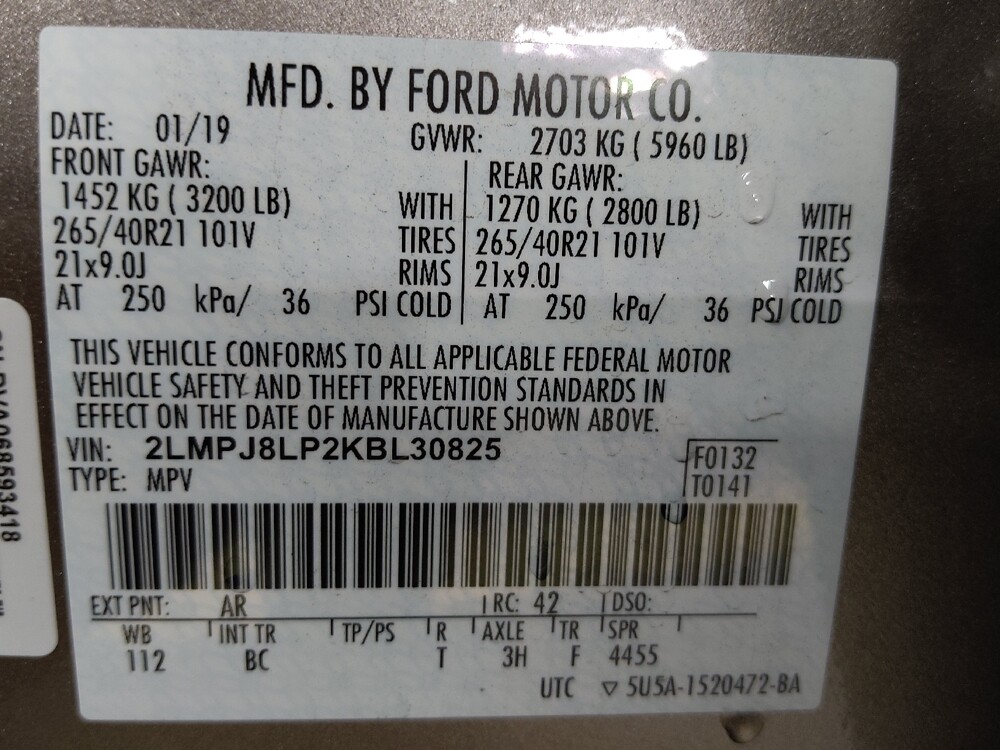 MFD. BY FORD MOTOR CO.
DATE: 01/19 GVWR: 2703 KG ( 5960 LB)
FRONT GAWR: REAR GAWR:
1452 KG ( 3200 LB) WITH 1270 KG ( 2800 LB) WITH
265/40R21 101V TIRES 265/40R21 101V TIRES
21x9.0J RIMS 21x9.0J RIMS
AT 250 kPa/ 36 PSI COLD AT 250 kPa/ 36 PSI COLD
THIS VEHICLE CONFORMS TO ALL APPLICABLE FEDERAL MOTOR
VEHICLE SAFETY AND THEFT PREVENTION STANDARDS IN
EFFECT ON THE DATE OF MANUFACTURE SHOWN ABOVE.
VIN: 2LMPJ8LP2KBL30825 F0132
TYPE: MPV T0141
EXT PNT: AR RC: 42 DSO:
WB INT TR TP/PS R AXLE TR SPR
112 BC T 3H F 4455
UTC ▽ 5U5A-1520472-BA